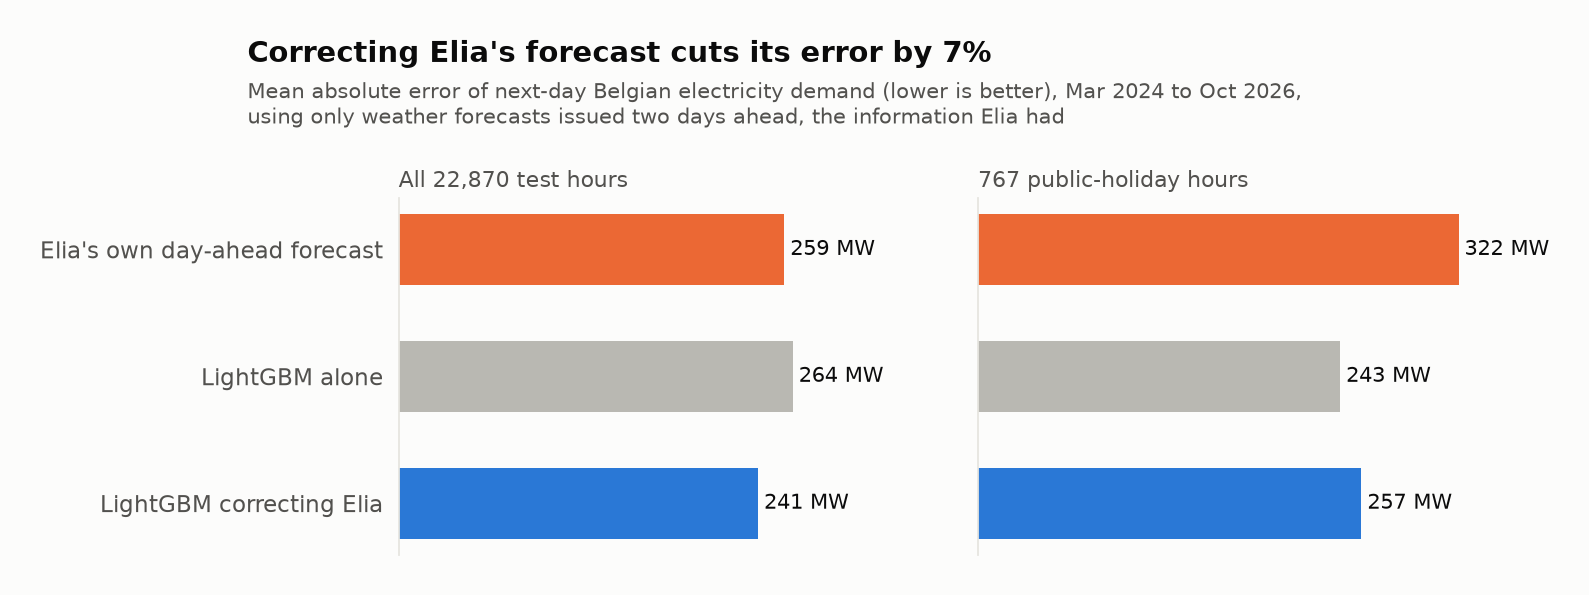 Correcting Elia's forecast cuts its error by 7%
Mean absolute error of next-day Belgian electricity demand (lower is better), Mar 2024 to Oct 2026,
using only weather forecasts issued two days ahead, the information Elia had
All 22,870 test hours
767 public-holiday hours
Elia's own day-ahead forecast
259 MW
322 MW
LightGBM alone
264 MW
243 MW
LightGBM correcting Elia
241 MW
257 MW